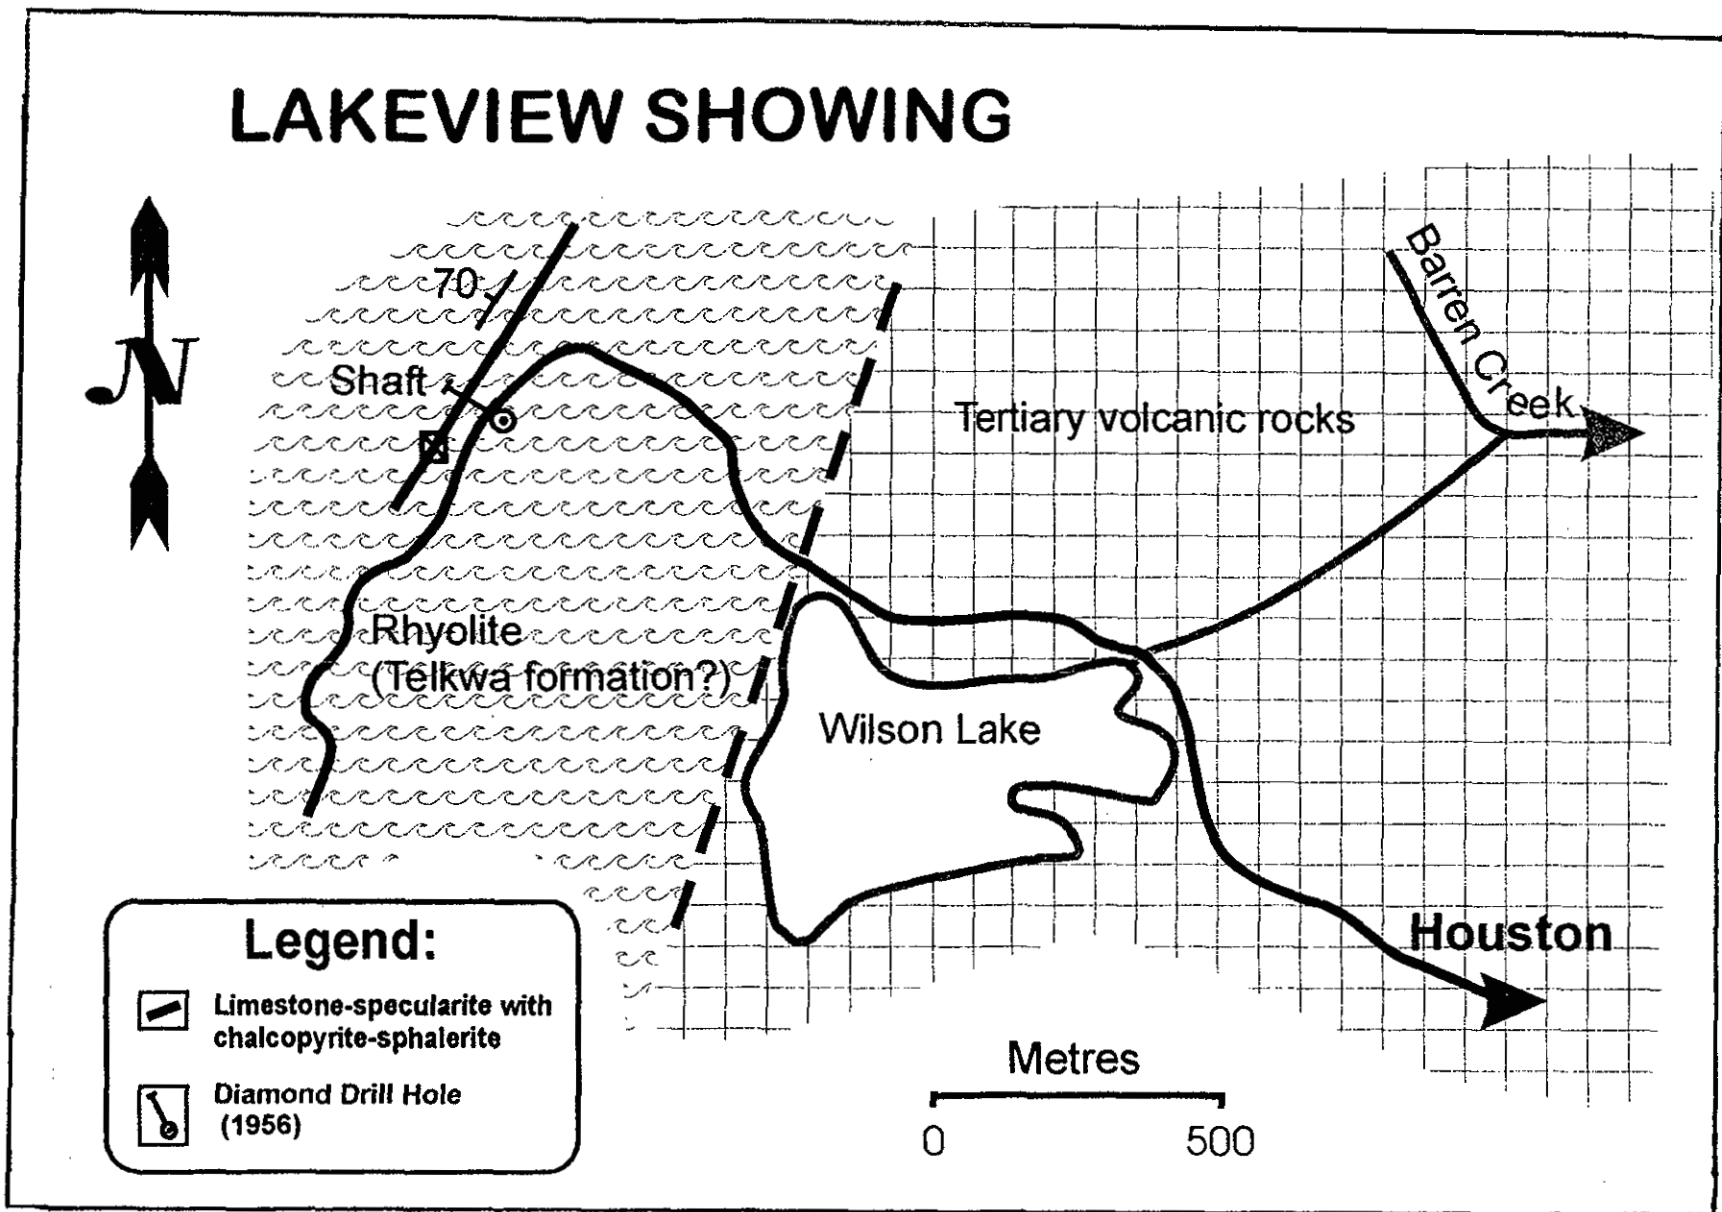 LAKEVIEW SHOWING
N
70
Shaft
Barren Creek
Tertiary volcanic rocks
Rhyolite
(Telkwa formation?)
Wilson Lake
Houston
Legend:
Limestone-specularite with
chalcopyrite-sphalerite
Diamond Drill Hole
(1956)
Metres
0 500